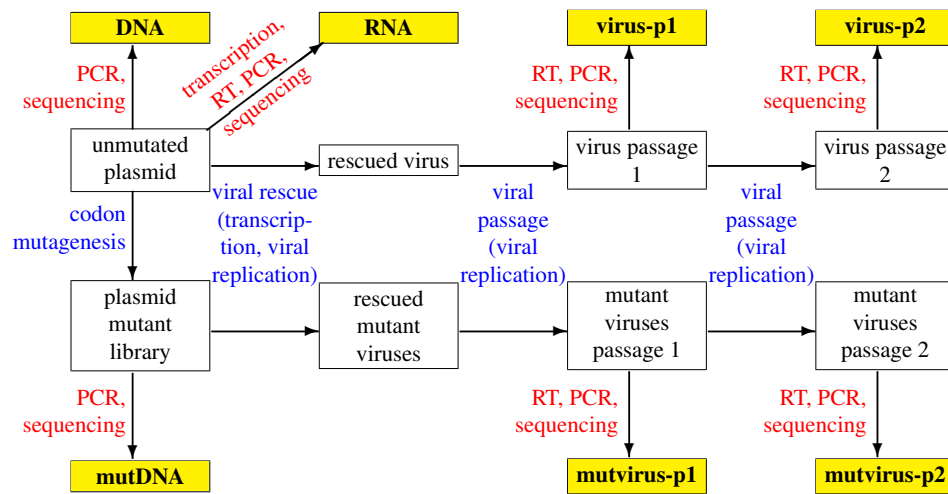 DNA
RNA
virus-p1
virus-p2
PCR,
sequencing
transcription,
RT, PCR,
sequencing
RT, PCR,
sequencing
RT, PCR,
sequencing
unmutated
plasmid
rescued virus
virus passage
1
virus passage
2
codon
mutagenesis
viral rescue
(transcrip-
tion, viral
replication)
viral
passage
(viral
replication)
viral
passage
(viral
replication)
plasmid
mutant
library
rescued
mutant
viruses
mutant
viruses
passage 1
mutant
viruses
passage 2
PCR,
sequencing
RT, PCR,
sequencing
RT, PCR,
sequencing
mutDNA
mutvirus-p1
mutvirus-p2